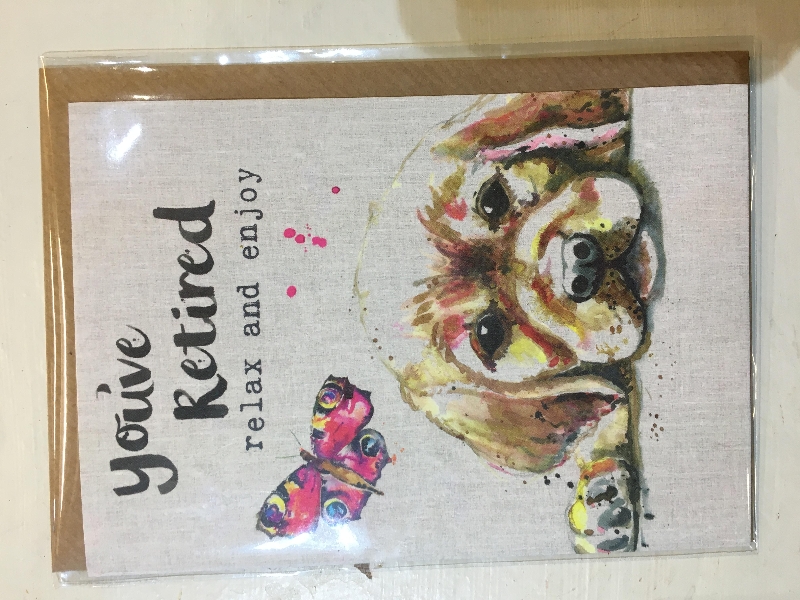 You've
Retired
relax and enjoy